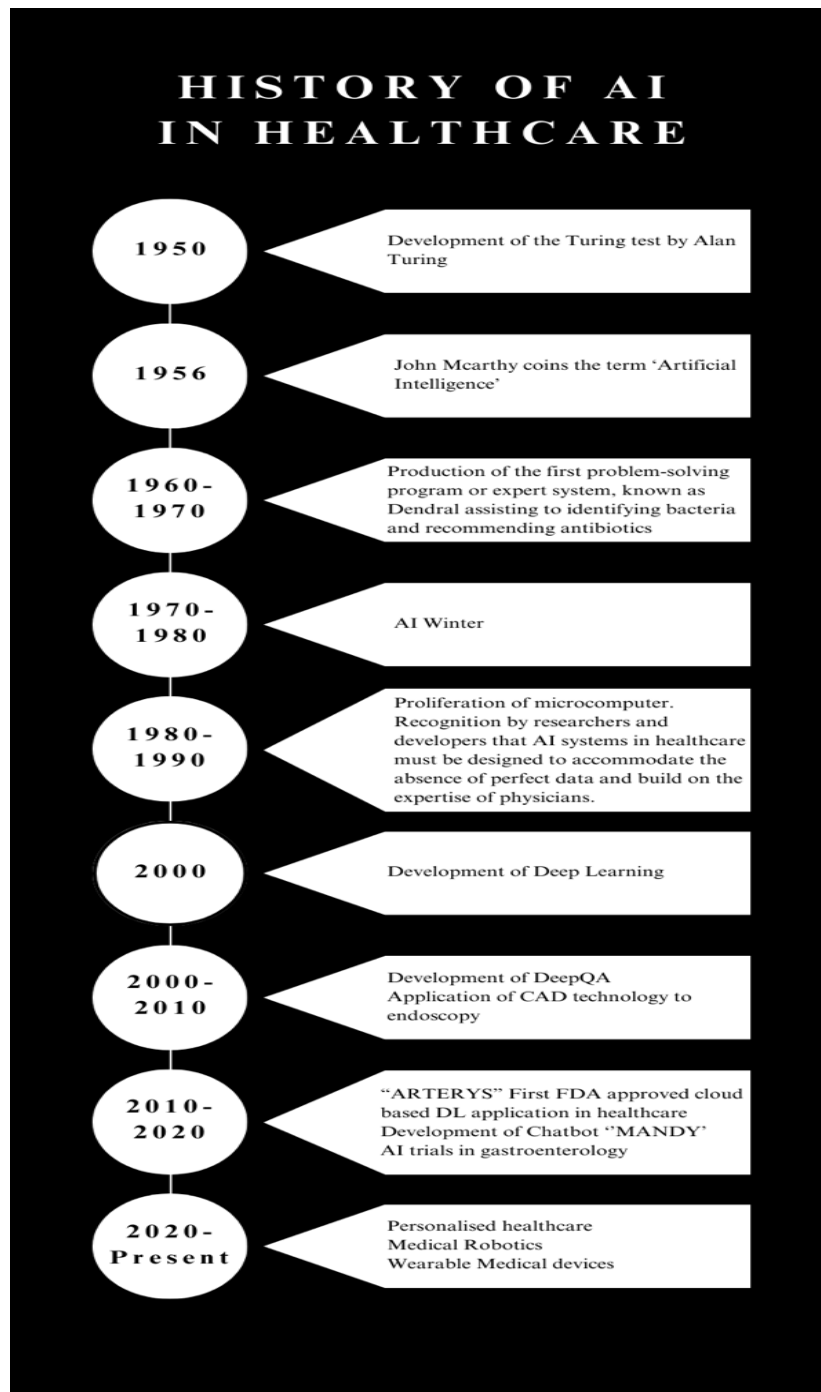 HISTORY OF AI
IN HEALTHCARE
1950
Development of the Turing test by Alan
Turing
1956
John Mcarthy coins the term ‘Artificial
Intelligence’
1960-
1970
Production of the first problem-solving
program or expert system, known as
Dendral assisting to identifying bacteria
and recommending antibiotics
1970-
1980
AI Winter
1980-
1990
Proliferation of microcomputer.
Recognition by researchers and
developers that AI systems in healthcare
must be designed to accommodate the
absence of perfect data and build on the
expertise of physicians.
2000
Development of Deep Learning
2000-
2010
Development of DeepQA
Application of CAD technology to
endoscopy
2010-
2020
“ARTERYS” First FDA approved cloud
based DL application in healthcare
Development of Chatbot ‘’MANDY’
AI trials in gastroenterology
2020-
Present
Personalised healthcare
Medical Robotics
Wearable Medical devices